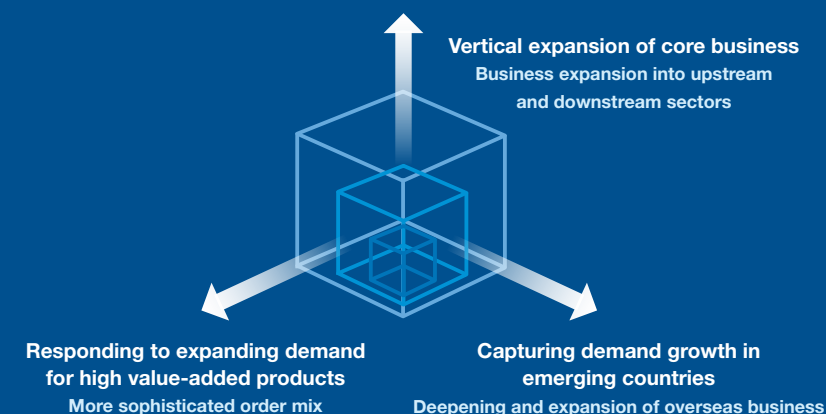 Vertical expansion of core business
Business expansion into upstream
and downstream sectors
Responding to expanding demand
for high value-added products
More sophisticated order mix
Capturing demand growth in
emerging countries
Deepening and expansion of overseas business